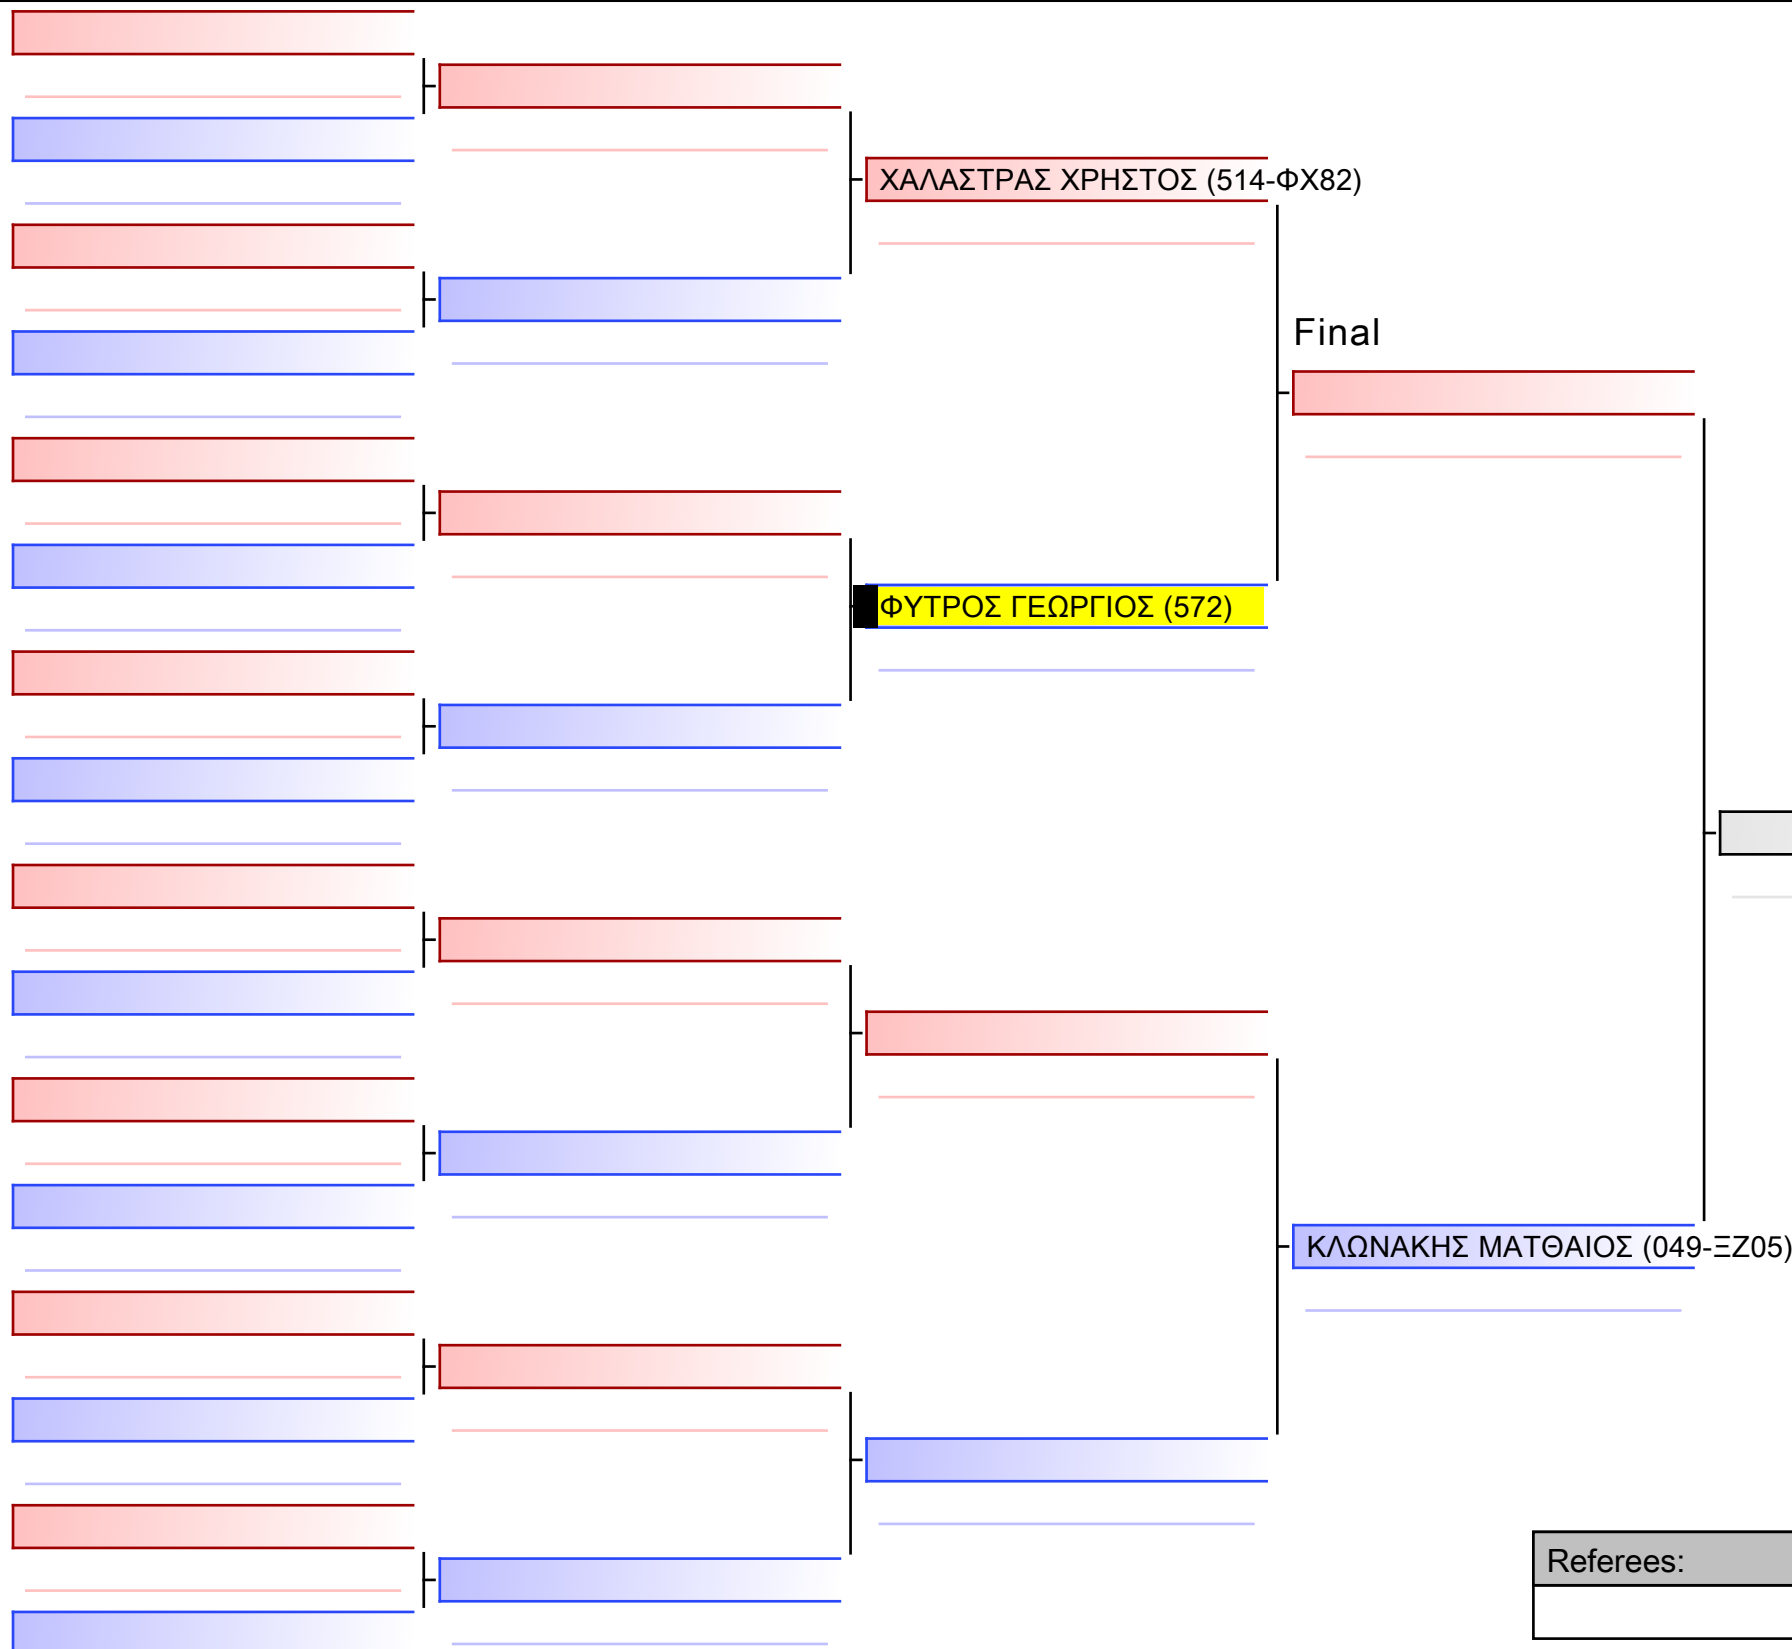 ΧΑΛΑΣΤΡΑΣ ΧΡΗΣΤΟΣ (514-ΦΧ82)
Final
ΦΥΤΡΟΣ ΓΕΩΡΓΙΟΣ (572)
ΚΛΩΝΑΚΗΣ ΜΑΤΘΑΙΟΣ (049-ΞΖ05)
Referees: